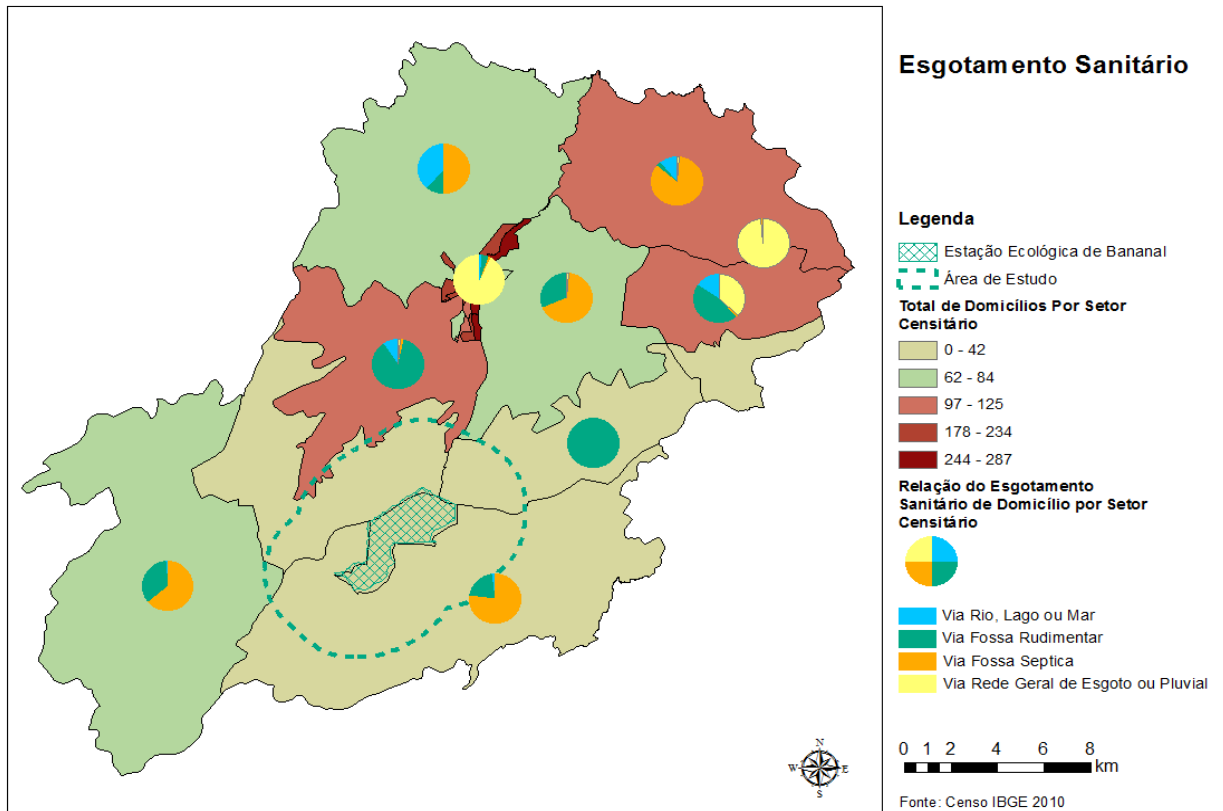 Esgotamento Sanitário
Legenda
Estação Ecológica de Bananal
Área de Estudo
Total de Domicílios Por Setor
Censitário
0 - 42
62 - 84
97 - 125
178 - 234
244 - 287
Relação do Esgotamento
Sanitário de Domicílio por Setor
Censitário
Via Rio, Lago ou Mar
Via Fossa Rudimentar
Via Fossa Septica
Via Rede Geral de Esgoto ou Pluvial
N
W E
S
0 1 2 4 6 8
km
Fonte: Censo IBGE 2010